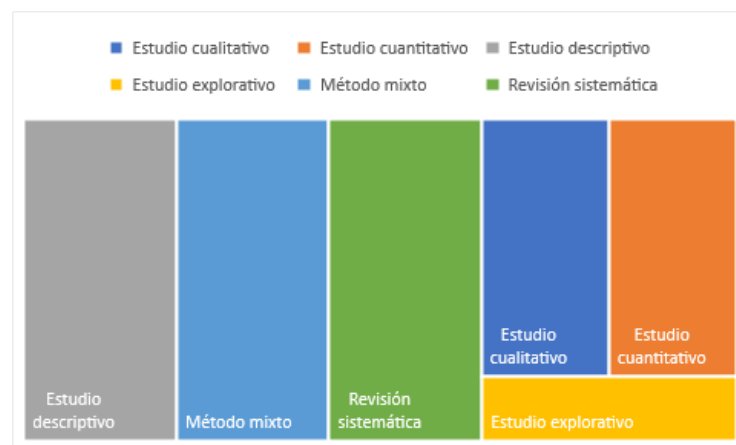 Estudio cualitativo Estudio cuantitativo Estudio descriptivo
Estudio explorativo Método mixto Revisión sistemática
Estudio
descriptivo
Método mixto
Revisión
sistemática
Estudio
cualitativo
Estudio
cuantitativo
Estudio explorativo